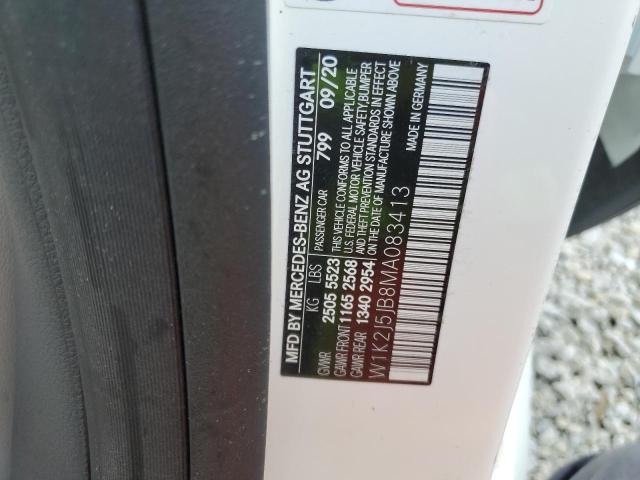 MFD BY MERCEDES-BENZ AG STUTTGART
KG LBS PASSENGER CAR 799 09/20
GVWR 2505 5523 THIS VEHICLE CONFORMS TO ALL APPLICABLE
GAWR FRONT 1165 2568 U.S. FEDERAL MOTOR VEHICLE SAFETY,BUMPER
GAWR REAR 1340 2954 AND THEFT PREVENTION STANDARDS IN EFFECT
ON THE DATE OF MANUFACTURE SHOWN ABOVE
MADE IN GERMANY
W1K2J5JB8MA083413